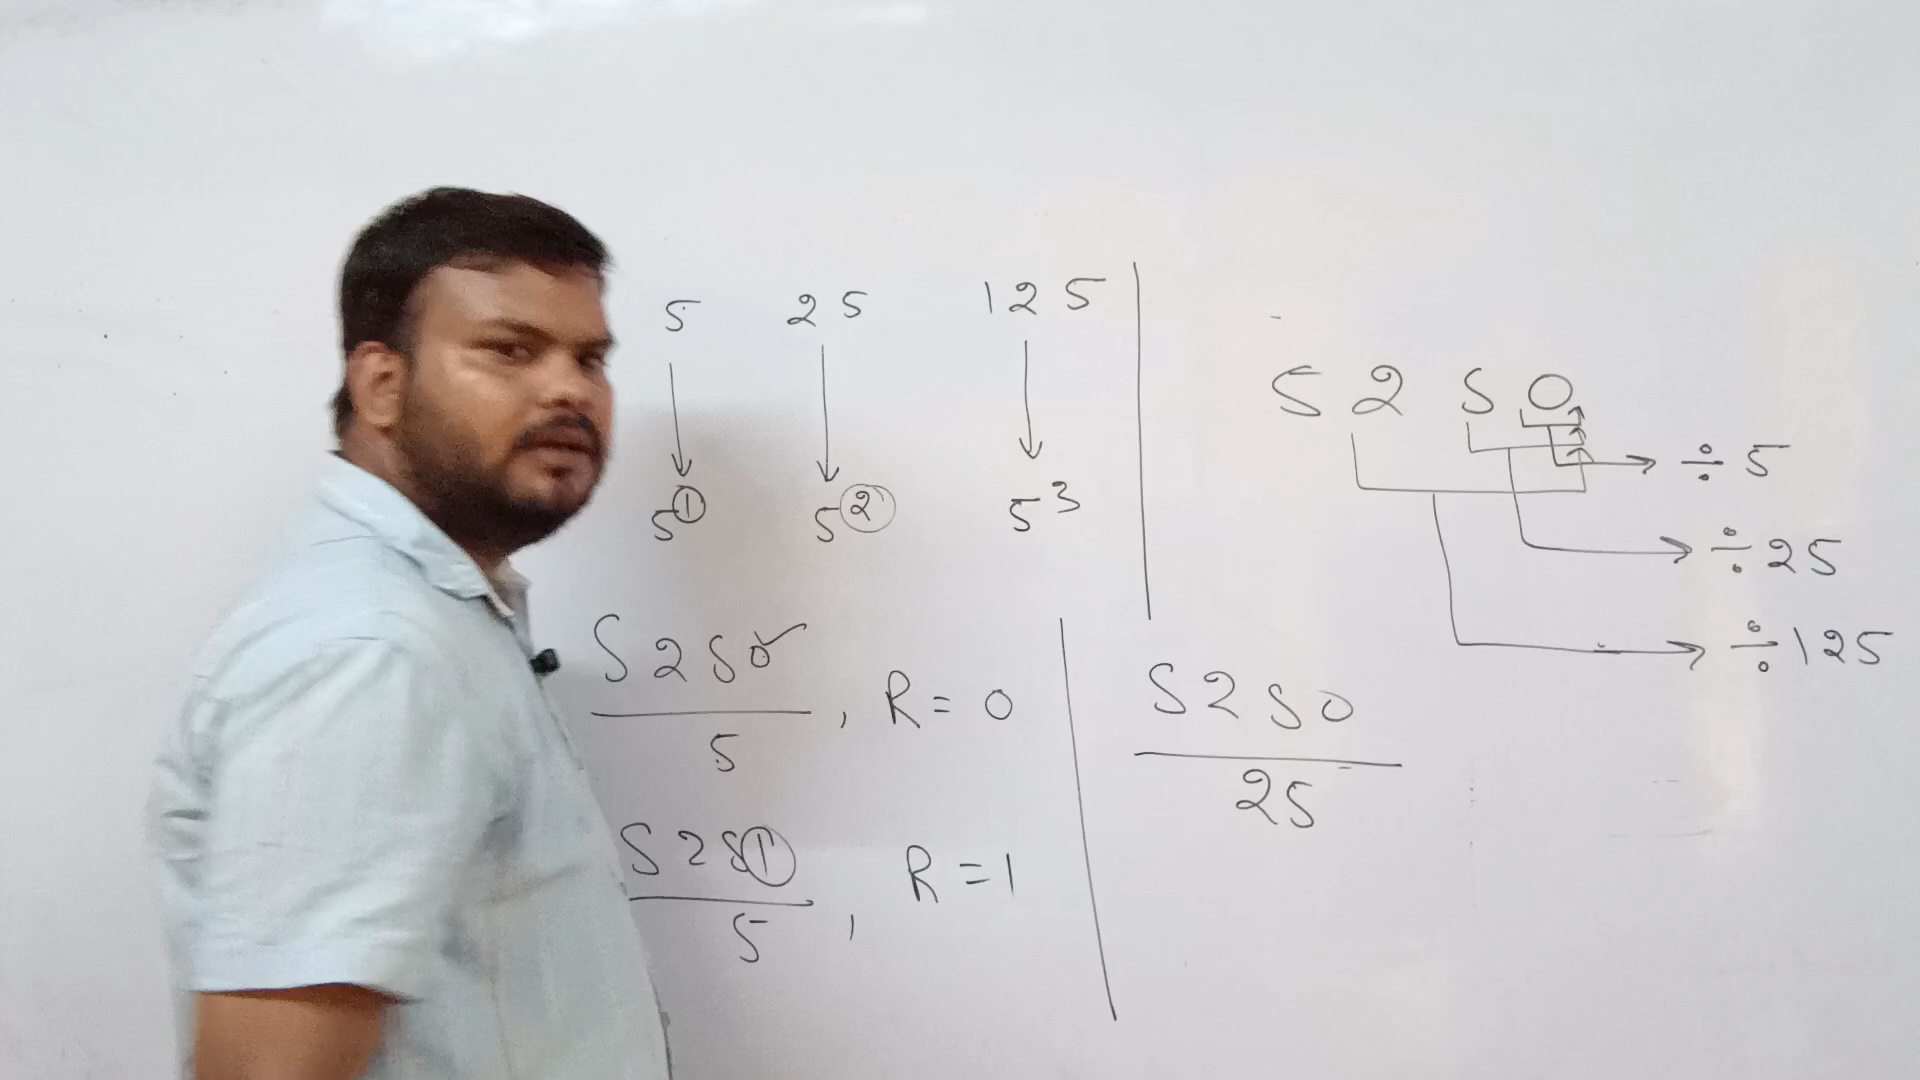 5 25 125
5① 5② 5³
5250
÷ 5
÷ 25
÷ 125
5250
5 , R = 0
525①
5 , R = 1
5250
25